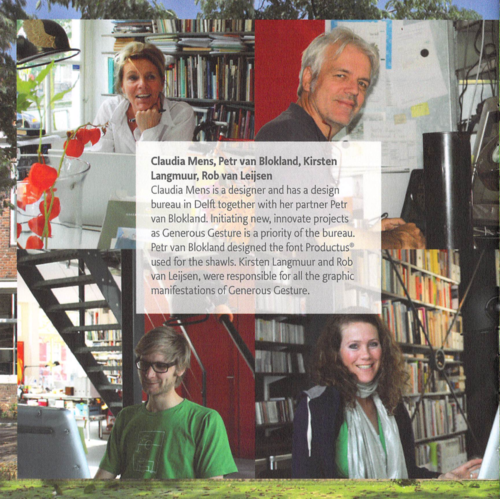 Claudia Mens, Petr van Blokland, Kirsten
Langmuur, Rob van Leijsen
Claudia Mens is a designer and has a design
bureau in Delft together with her partner Petr
van Blokland. Initiating new, innovate projects
as Generous Gesture is a priority of the bureau.
Petr van Blokland designed the font Productus®
used for the shawls. Kirsten Langmuur and Rob
van Leijsen, were responsible for all the graphic
manifestations of Generous Gesture.